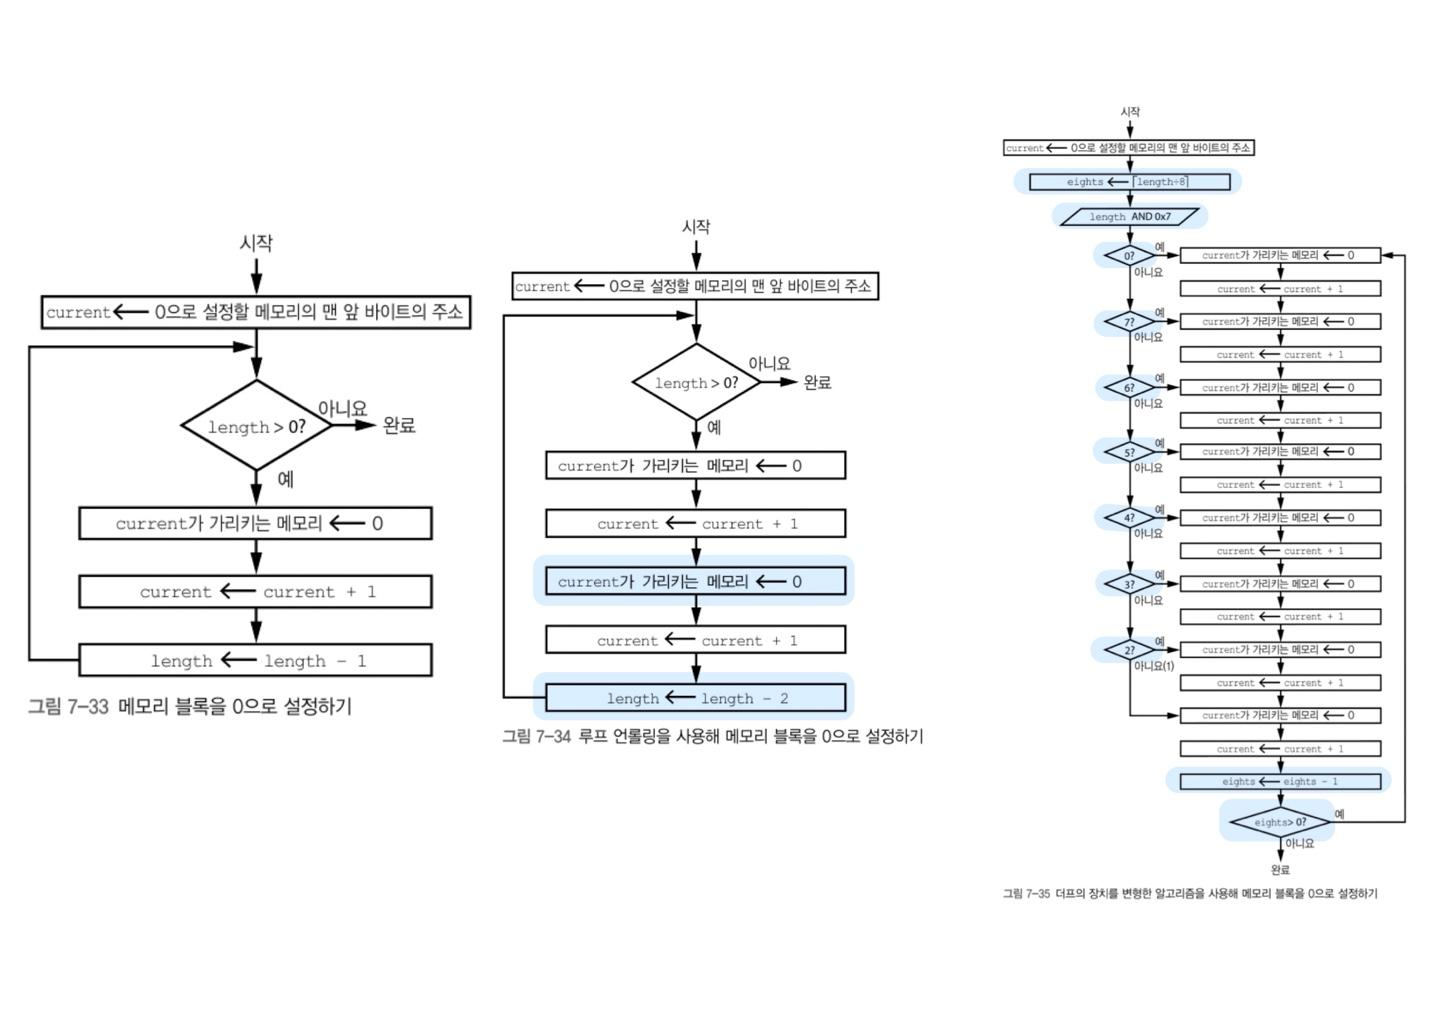 시작
current ← 0으로 설정할 메모리의 맨 앞 바이트의 주소
length > 0?
아니요
완료
예
current가 가리키는 메모리 ← 0
current ← current + 1
length ← length - 1
그림 7-33 메모리 블록을 0으로 설정하기
시작
current ← 0으로 설정할 메모리의 맨 앞 바이트의 주소
length > 0?
아니요
완료
예
current가 가리키는 메모리 ← 0
current ← current + 1
current가 가리키는 메모리 ← 0
current ← current + 1
length ← length - 2
그림 7-34 루프 언롤링을 사용해 메모리 블록을 0으로 설정하기
시작
current ← 0으로 설정할 메모리의 맨 앞 바이트의 주소
eights ← ⌈length÷8⌉
length AND 0x7
0? 예 current가 가리키는 메모리 ← 0
아니요 current ← current + 1
7? 예 current가 가리키는 메모리 ← 0
아니요 current ← current + 1
6? 예 current가 가리키는 메모리 ← 0
아니요 current ← current + 1
5? 예 current가 가리키는 메모리 ← 0
아니요 current ← current + 1
4? 예 current가 가리키는 메모리 ← 0
아니요 current ← current + 1
3? 예 current가 가리키는 메모리 ← 0
아니요 current ← current + 1
2? 예 current가 가리키는 메모리 ← 0
아니요(1) current ← current + 1
current가 가리키는 메모리 ← 0
current ← current + 1
eights ← eights - 1
eights> 0? 예
아니요
완료
그림 7-35 더프의 장치를 변형한 알고리즘을 사용해 메모리 블록을 0으로 설정하기